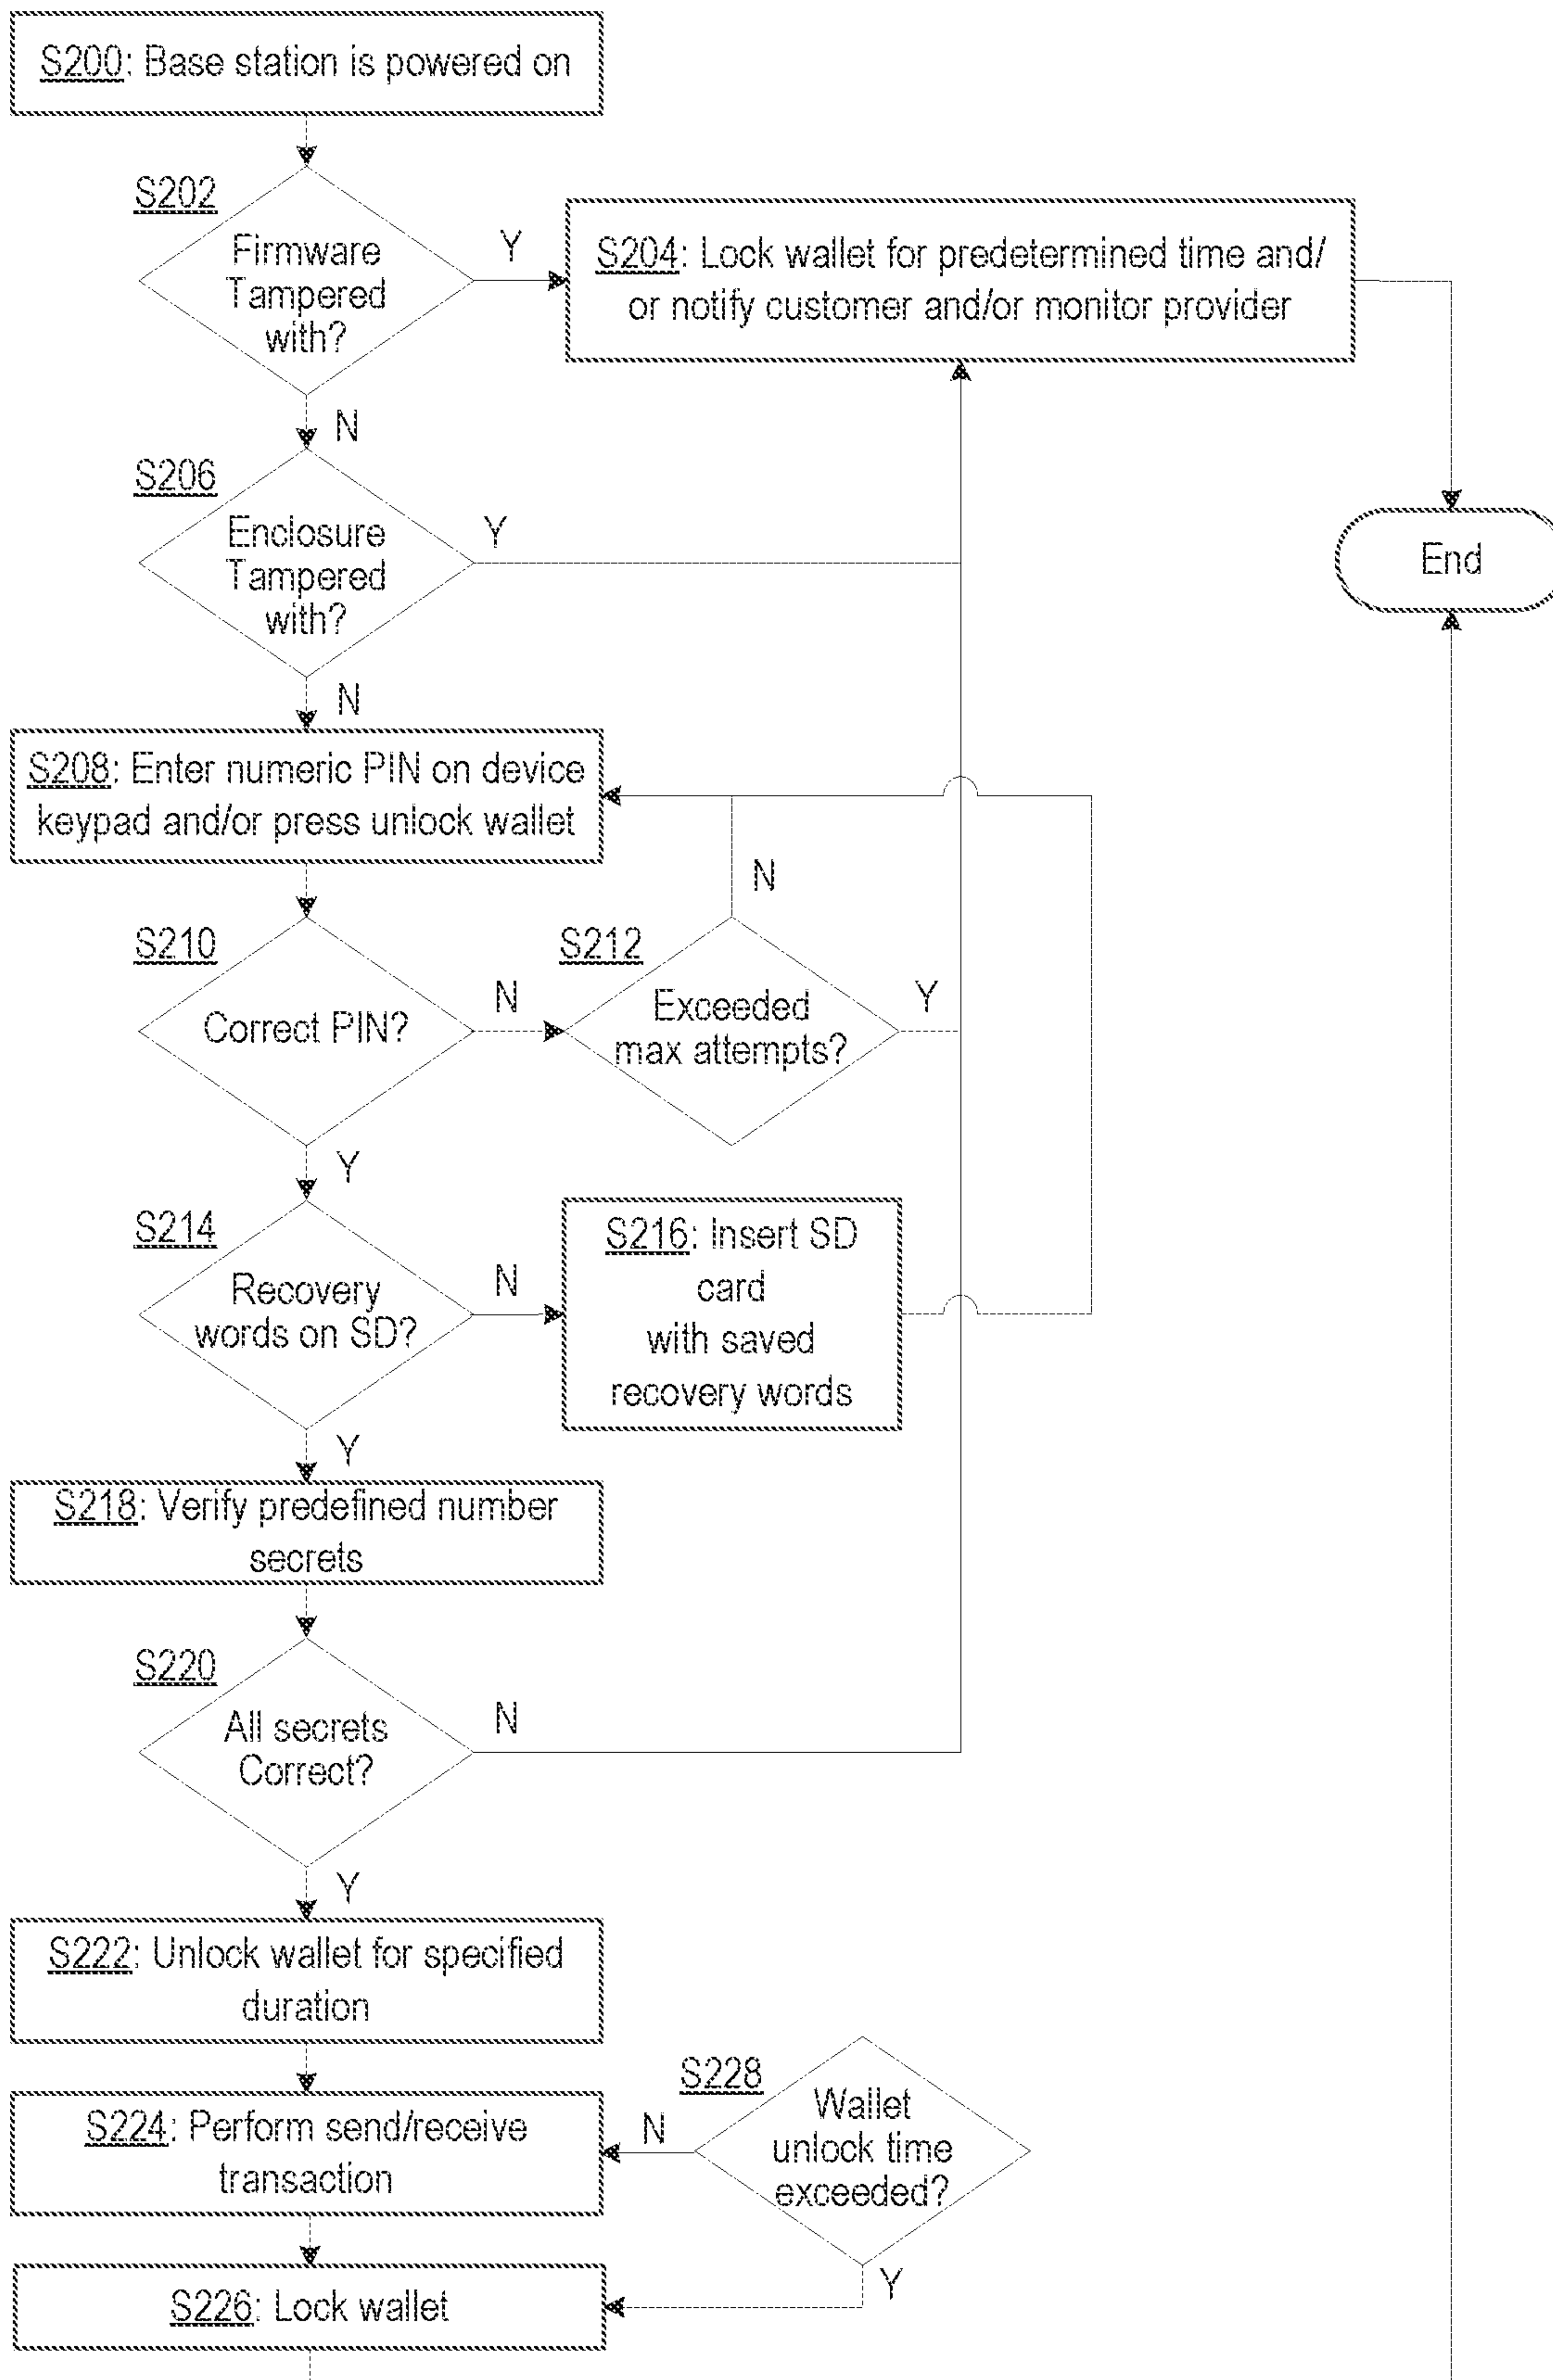 S200: Base station is powered on
S202
Firmware
Tampered
with?
Y
S204: Lock wallet for predetermined time and/
or notify customer and/or monitor provider
N
S206
Enclosure
Tampered
with?
Y
End
N
S208: Enter numeric PIN on device
keypad and/or press unlock wallet
N
S210
Correct PIN?
N
S212
Exceeded
max attempts?
Y
Y
S214
Recovery
words on SD?
N
S216: Insert SD
card
with saved
recovery words
Y
S218: Verify predefined number
secrets
S220
All secrets
Correct?
N
Y
S222: Unlock wallet for specified
duration
S224: Perform send/receive
transaction
N
S228
Wallet
unlock time
exceeded?
Y
S226: Lock wallet